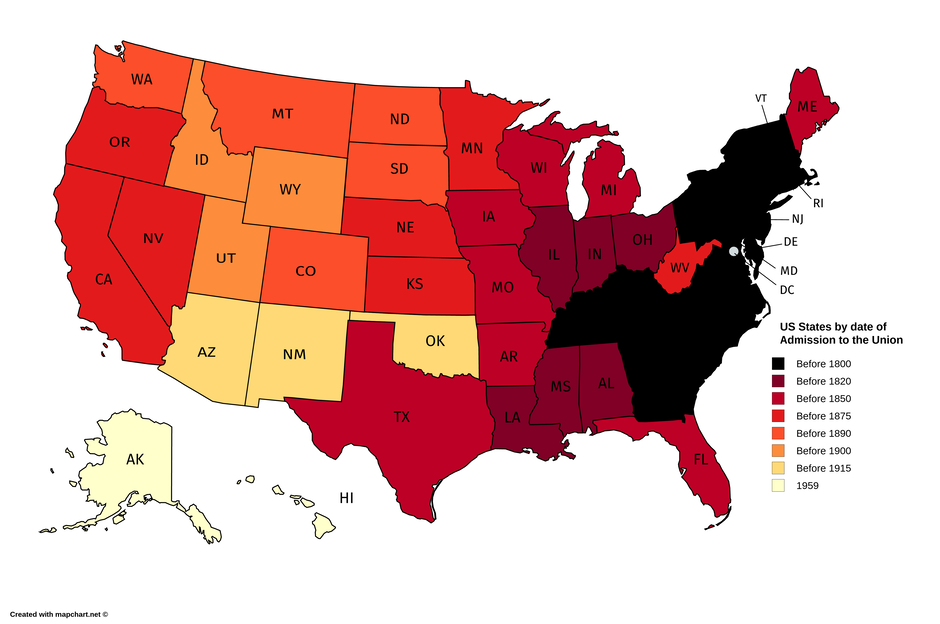 WA
MT
ND
MN
ME
VT
OR
ID
SD
WI
MI
WY
RI
NJ
NE
IA
NV
UT
CO
IL
IN
OH
WV
DE
MD
DC
CA
KS
MO
AZ
NM
OK
AR
MS
AL
LA
TX
FL
AK
HI
US States by date of
Admission to the Union
Before 1800
Before 1820
Before 1850
Before 1875
Before 1890
Before 1900
Before 1915
1959
Created with mapchart.net ©